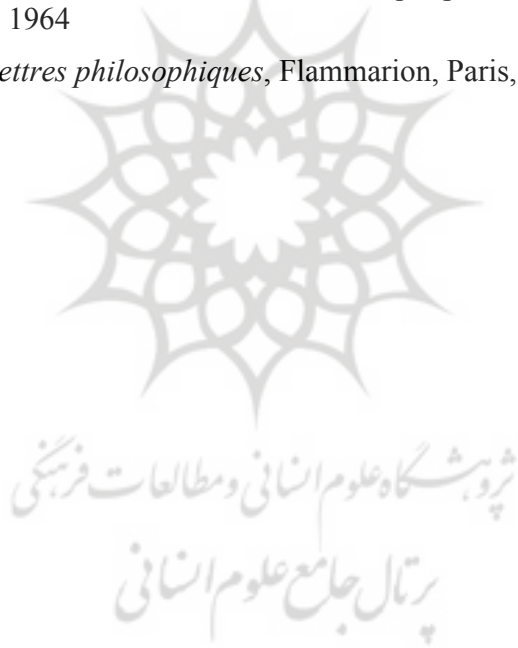 1964
ettres philosophiques, Flammarion, Paris,
پژوهشگاه علوم انسانی و مطالعات فرهنگی
پرتال جامع علوم انسانی